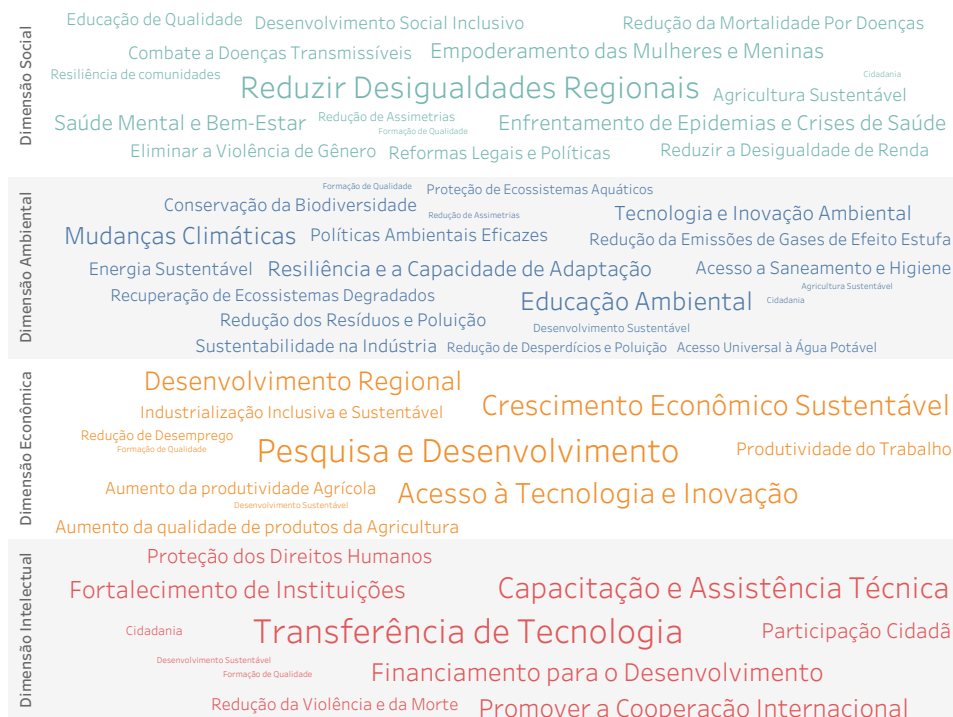 Dimensão Social
Educação de Qualidade
Desenvolvimento Social Inclusivo
Redução da Mortalidade Por Doenças
Combate a Doenças Transmissíveis
Empoderamento das Mulheres e Meninas
Resiliência de comunidades
Cidadania
Reduzir Desigualdades Regionais
Agricultura Sustentável
Saúde Mental e Bem-Estar
Redução de Assimetrias
Formação de Qualidade
Enfrentamento de Epidemias e Crises de Saúde
Eliminar a Violência de Gênero
Reformas Legais e Políticas
Reduzir a Desigualdade de Renda
Dimensão Ambiental
Formação de Qualidade
Proteção de Ecossistemas Aquáticos
Conservação da Biodiversidade
Redução de Assimetrias
Tecnologia e Inovação Ambiental
Mudanças Climáticas
Políticas Ambientais Eficazes
Redução da Emissões de Gases de Efeito Estufa
Energia Sustentável
Resiliência e a Capacidade de Adaptação
Acesso a Saneamento e Higiene
Agricultura Sustentável
Recuperação de Ecossistemas Degradados
Educação Ambiental
Cidadania
Redução dos Resíduos e Poluição
Desenvolvimento Sustentável
Sustentabilidade na Indústria
Redução de Desperdícios e Poluição
Acesso Universal à Água Potável
Dimensão Econômica
Desenvolvimento Regional
Industrialização Inclusiva e Sustentável
Crescimento Econômico Sustentável
Redução de Desemprego
Formação de Qualidade
Pesquisa e Desenvolvimento
Produtividade do Trabalho
Aumento da produtividade Agrícola
Acesso à Tecnologia e Inovação
Desenvolvimento Sustentável
Aumento da qualidade de produtos da Agricultura
Dimensão Intelectual
Proteção dos Direitos Humanos
Fortalecimento de Instituições
Capacitação e Assistência Técnica
Cidadania
Transferência de Tecnologia
Participação Cidadã
Desenvolvimento Sustentável
Formação de Qualidade
Financiamento para o Desenvolvimento
Redução da Violência e da Morte
Promover a Cooperação Internacional